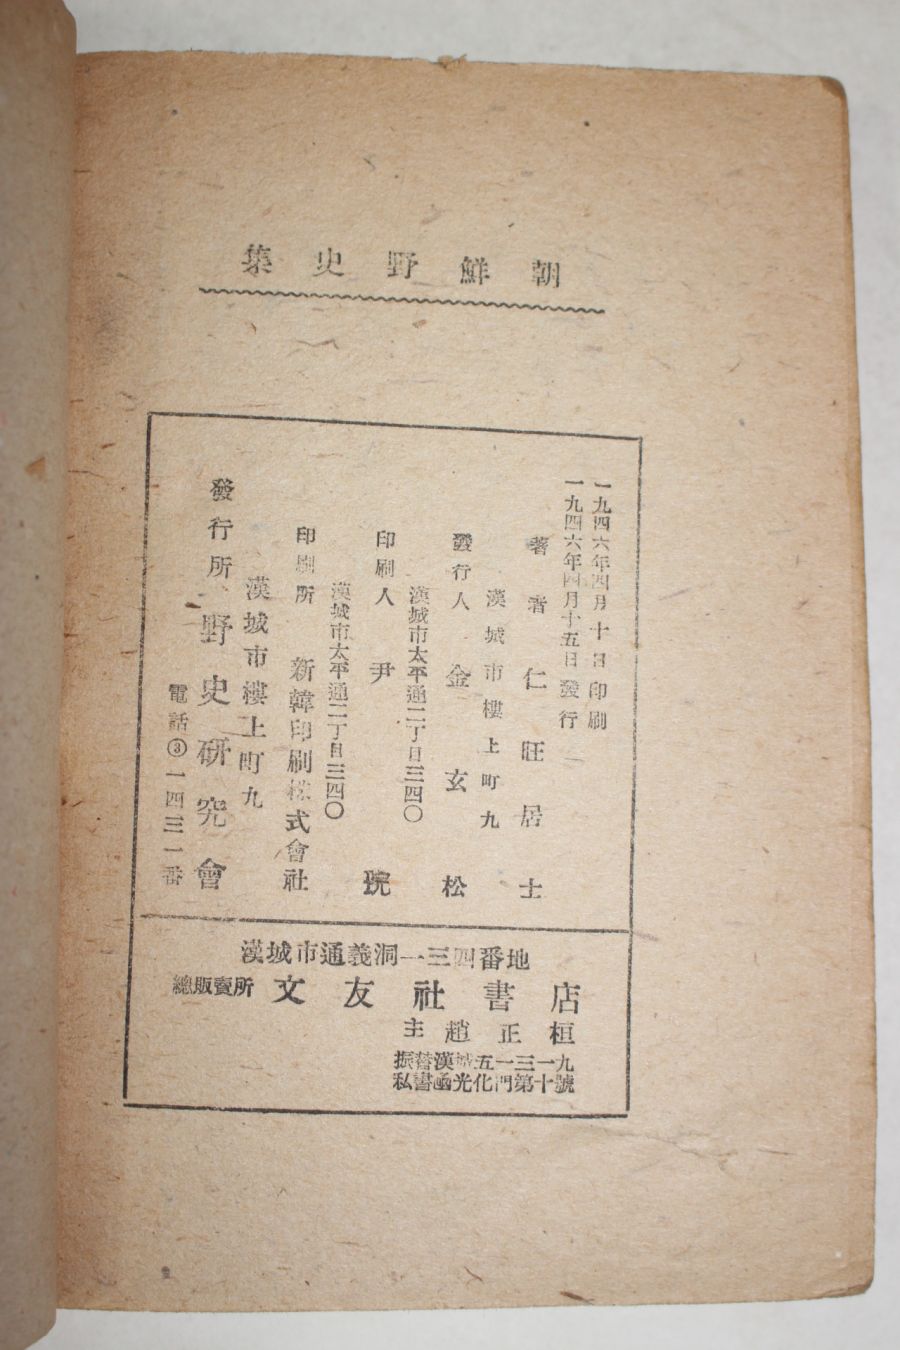 朝鮮野史集
一九四六年四月十日印刷
一九四六年四月十五日發行
著者 仁旺居士
漢城市樓上町九
發行人 金玄松
漢城市太平通二丁目三四〇
印刷人 尹琓
漢城市太平通二丁目三四〇
印刷所 新韓印刷株式會社
漢城市樓上町九
發行所 野史硏究會
電話③一四三一番
漢城市通義洞一三四番地
總販賣所 文友社書店
主 趙正桓
振替漢城五一三一九
私書函光化門第十號